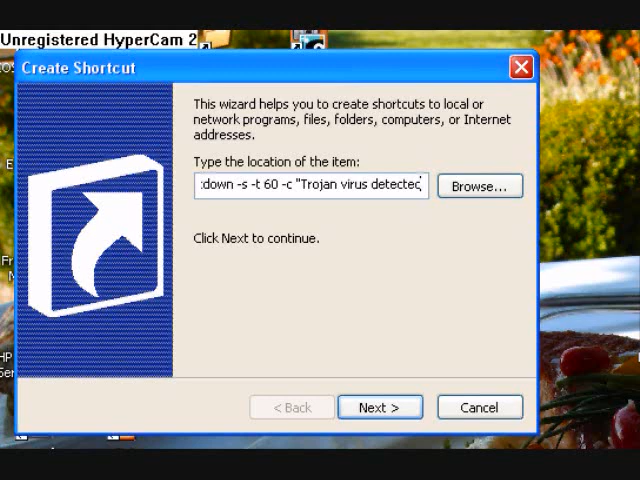 Unregistered HyperCam 2
Create Shortcut
This wizard helps you to create shortcuts to local or
network programs, files, folders, computers, or Internet
addresses.
Type the location of the item:
:down -s -t 60 -c "Trojan virus detected
Browse...
Click Next to continue.
< Back
Next >
Cancel